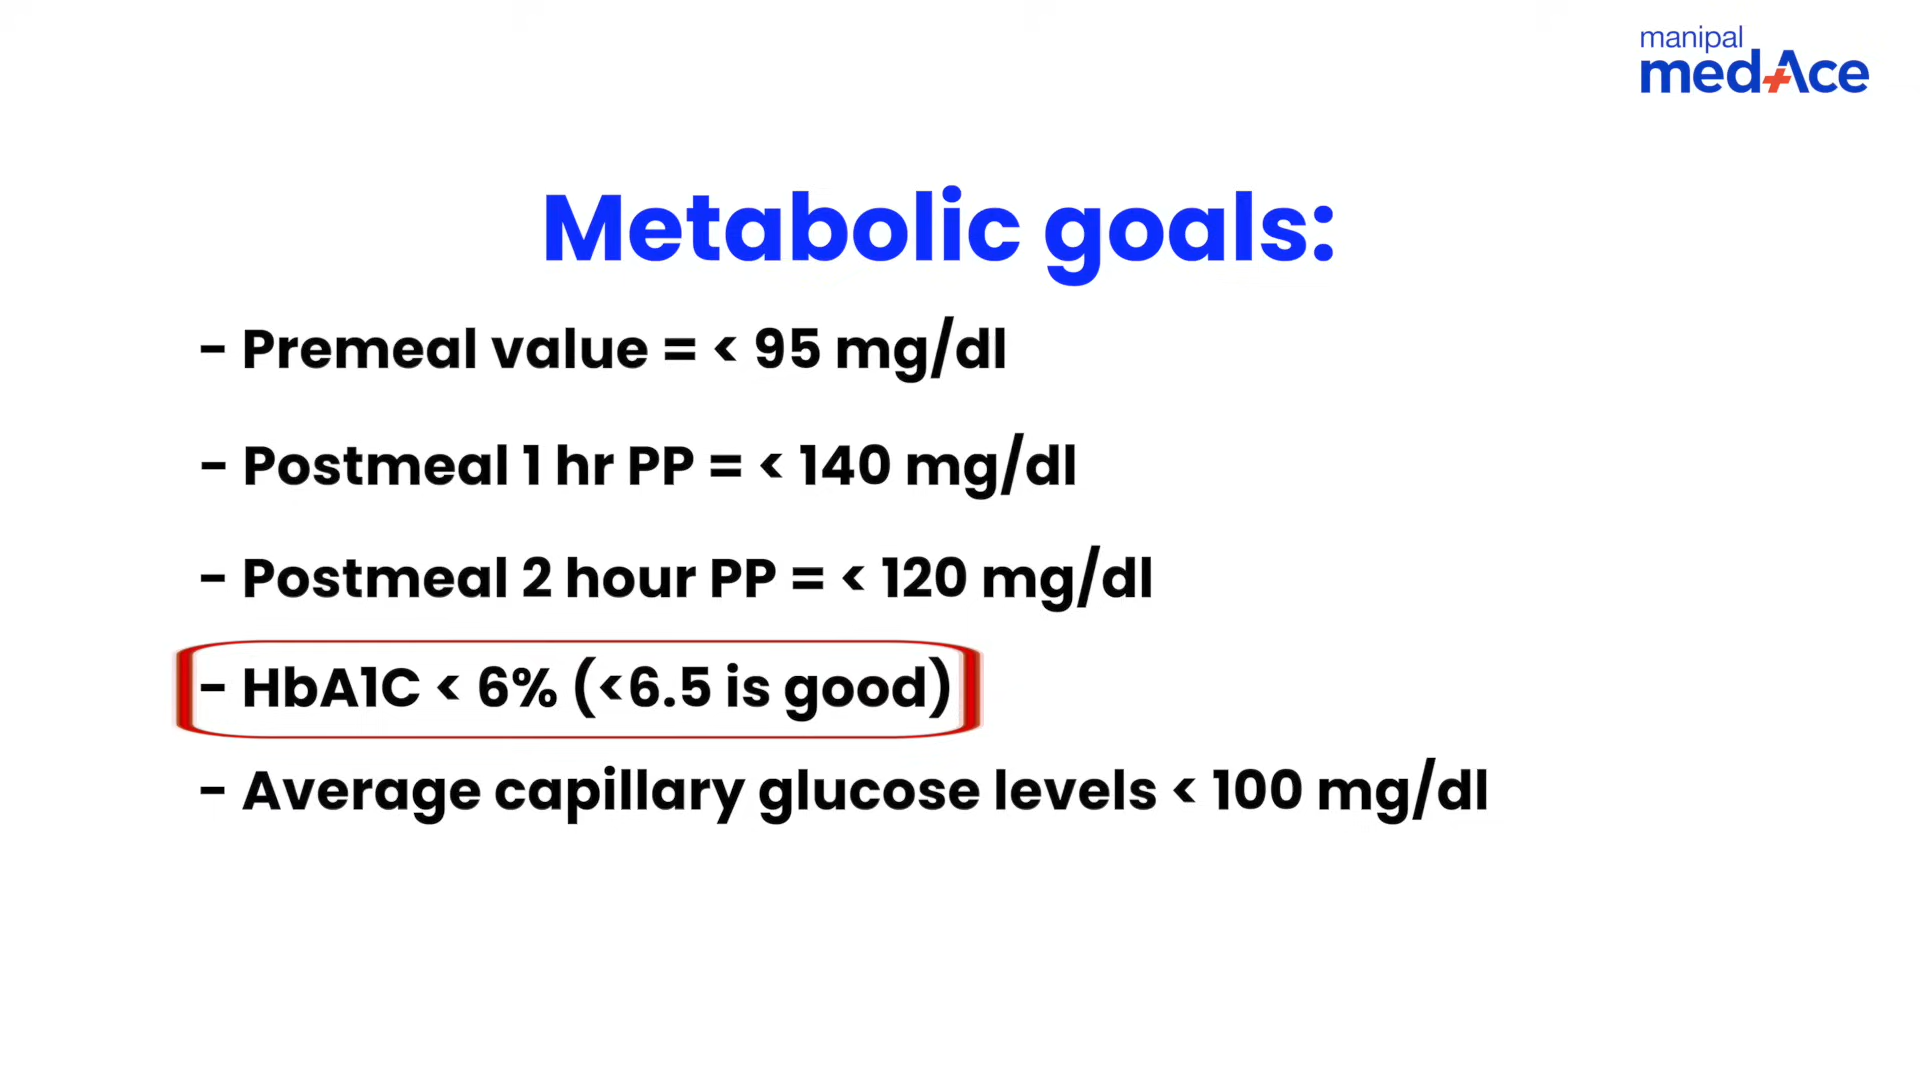 manipal
medAce
Metabolic goals:
- Premeal value = < 95 mg/dl
- Postmeal 1 hr PP = < 140 mg/dl
- Postmeal 2 hour PP = < 120 mg/dl
- HbA1C < 6% (<6.5 is good)
- Average capillary glucose levels < 100 mg/dl